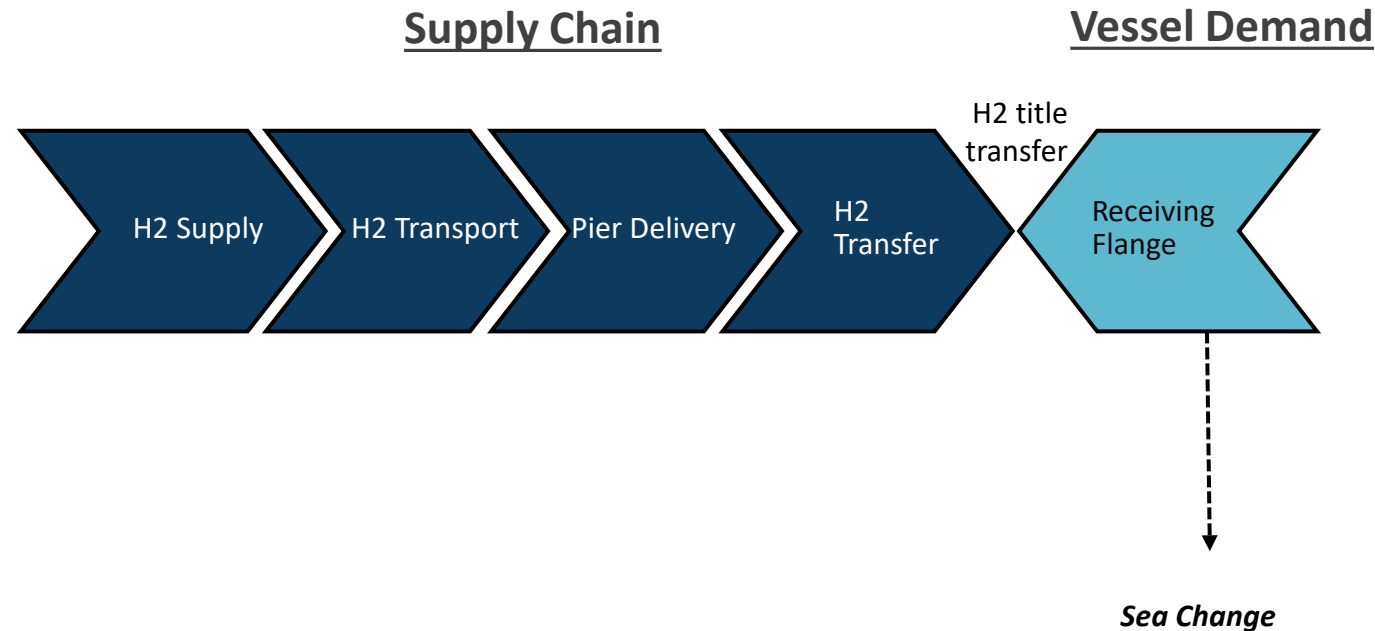 Supply Chain
Vessel Demand
H2 title
transfer
H2 Supply
H2 Transport
Pier Delivery
H2
Transfer
Receiving
Flange
Sea Change